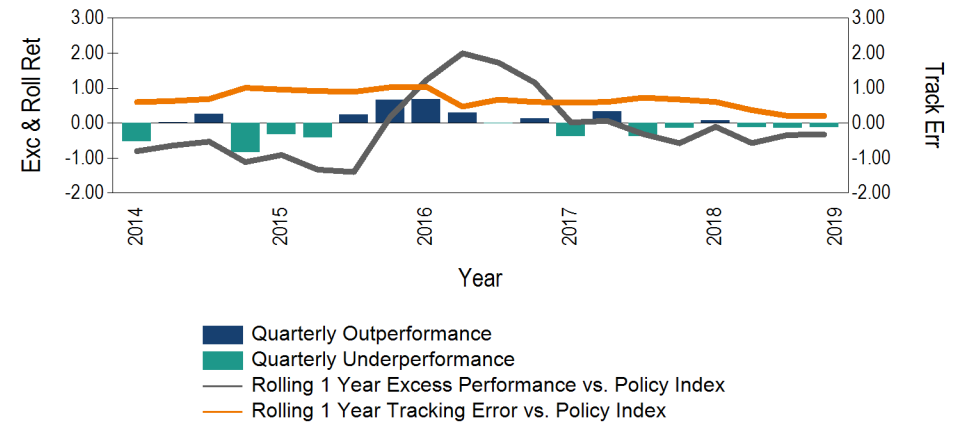 3.00 3.00
2.00 2.00
1.00 1.00
0.00 0.00
-1.00 -1.00
-2.00 -2.00
Exc & Roll Ret
Track Err
2014 2015 2016 2017 2018 2019
Year
Quarterly Outperformance
Quarterly Underperformance
Rolling 1 Year Excess Performance vs. Policy Index
Rolling 1 Year Tracking Error vs. Policy Index